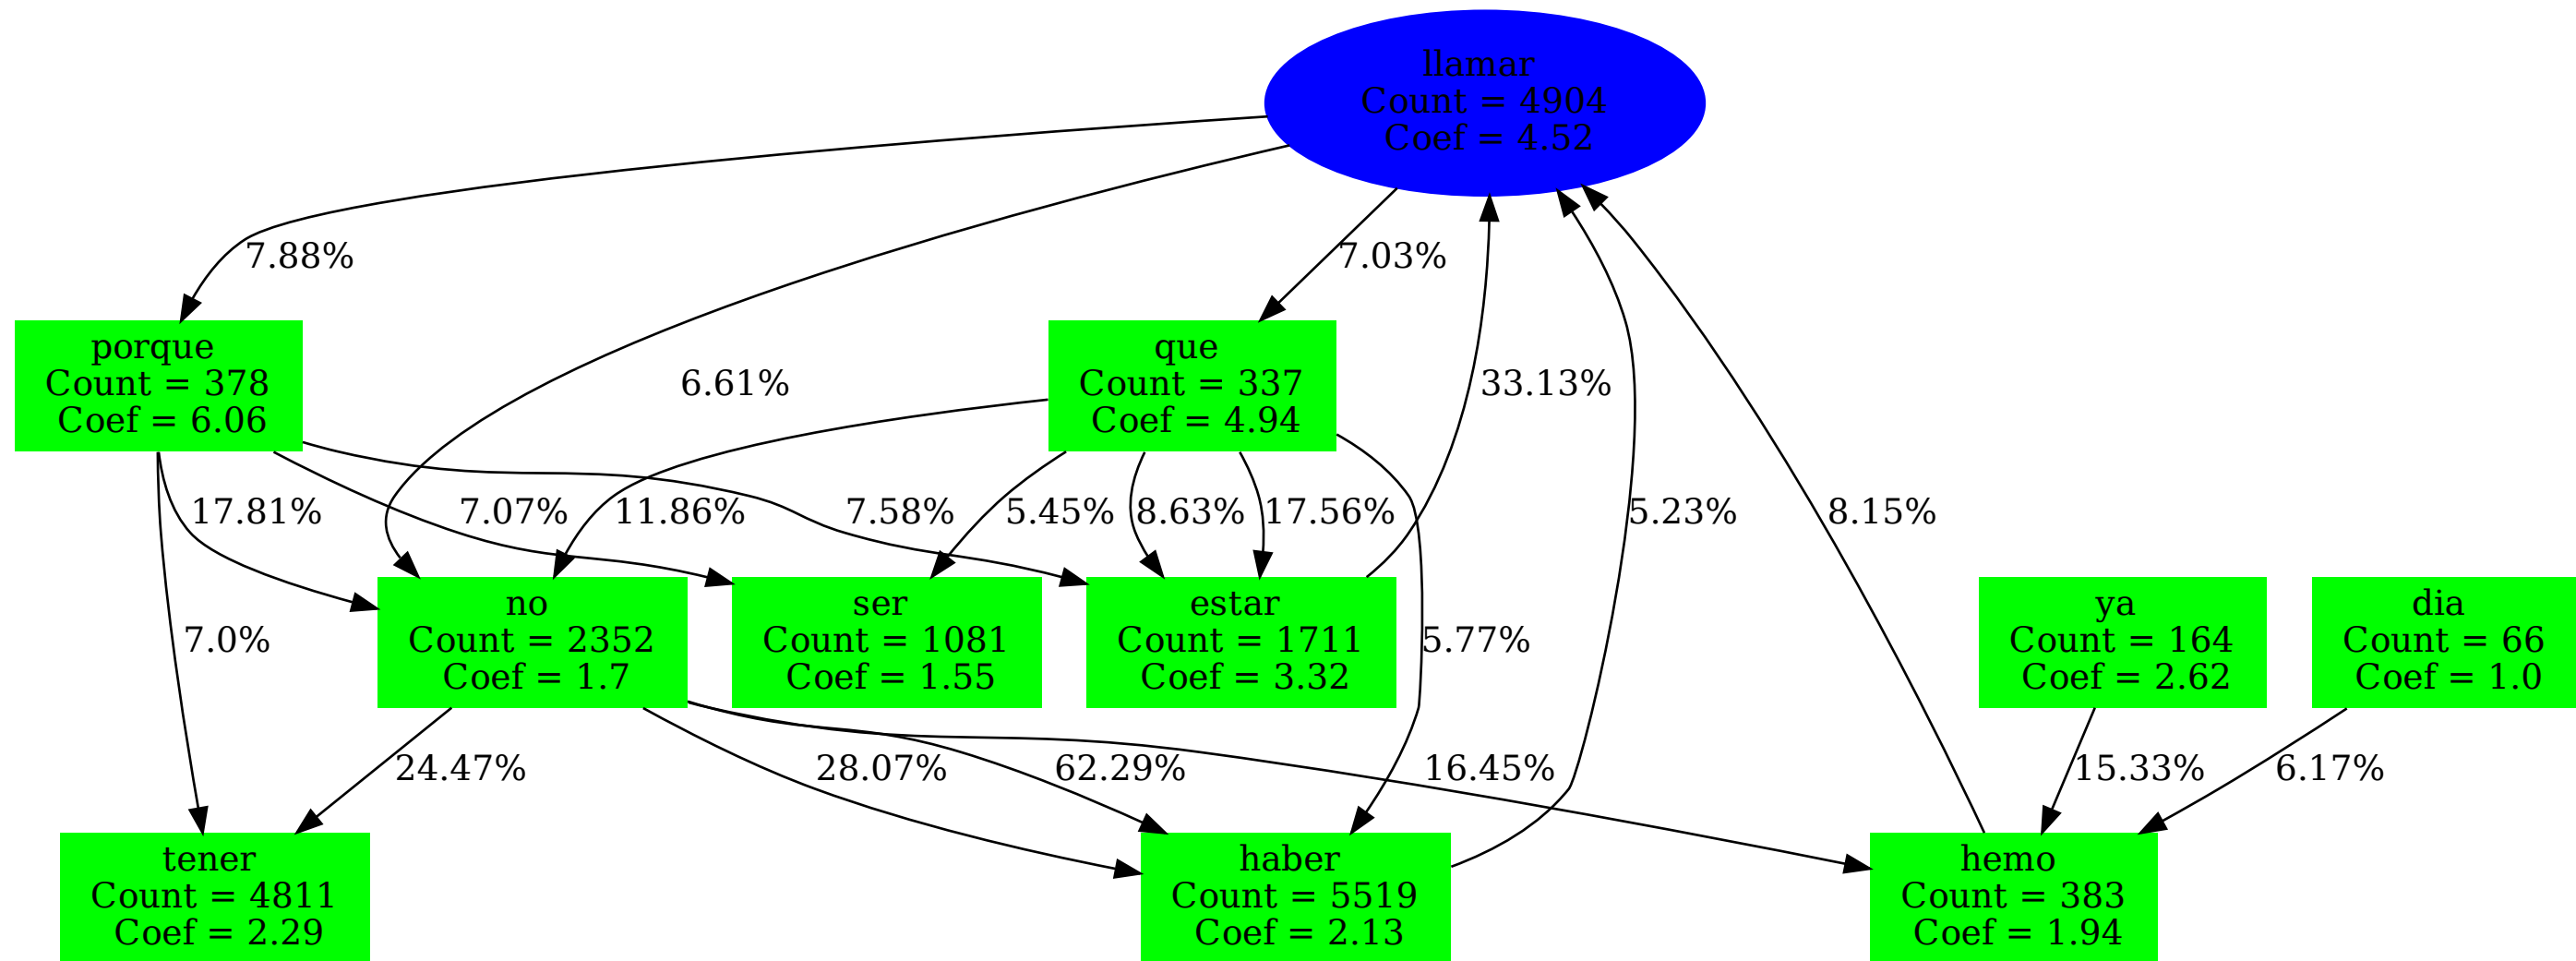 llamar
Count = 4904
Coef = 4.52
7.88%
7.03%
porque
Count = 378
Coef = 6.06
6.61%
que
Count = 337
Coef = 4.94
33.13%
17.81%
7.07%
11.86%
7.58%
5.45%
8.63%
17.56%
5.23%
8.15%
7.0%
no
Count = 2352
Coef = 1.7
ser
Count = 1081
Coef = 1.55
estar
Count = 1711
Coef = 3.32
5.77%
ya
Count = 164
Coef = 2.62
dia
Count = 66
Coef = 1.0
24.47%
28.07%
62.29%
16.45%
15.33%
6.17%
tener
Count = 4811
Coef = 2.29
haber
Count = 5519
Coef = 2.13
hemo
Count = 383
Coef = 1.94